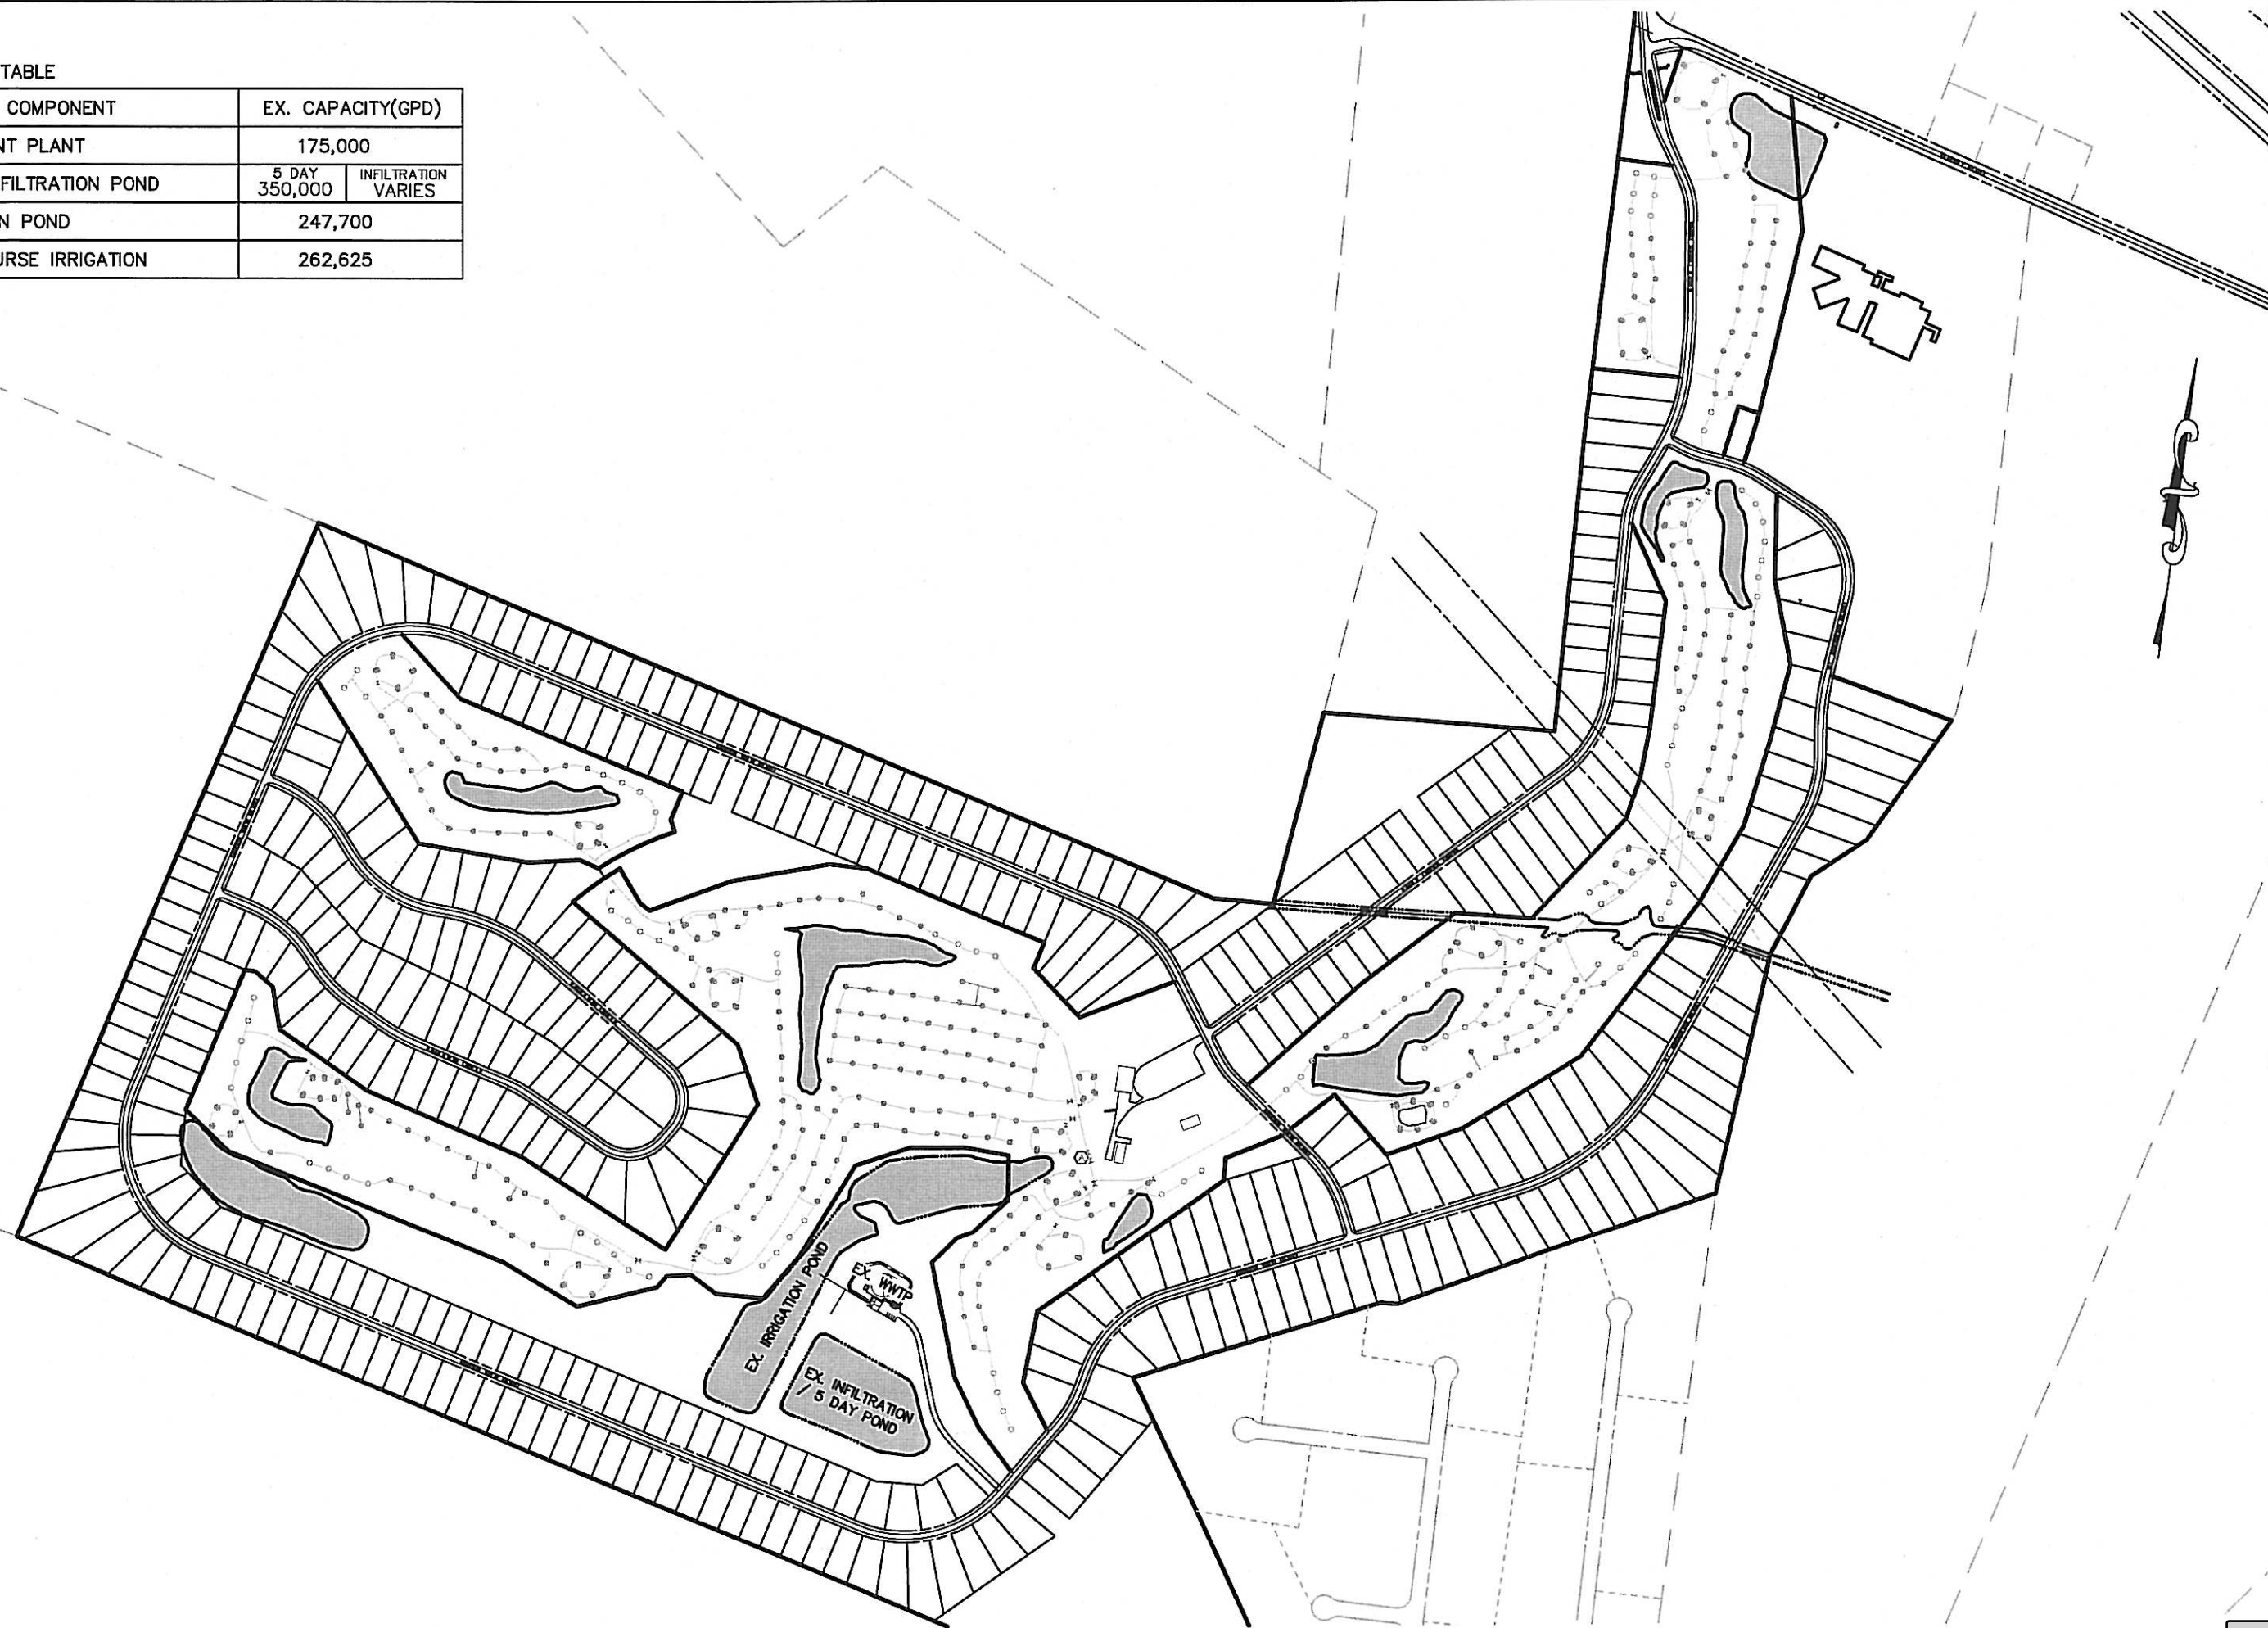 TABLE
COMPONENT EX. CAPACITY(GPD)
NT PLANT 175,000
FILTRATION POND 5 DAY 350,000 INFILTRATION VARIES
N POND 247,700
URSE IRRIGATION 262,625
EX. WWTP
EX. IRRIGATION POND
EX. INFILTRATION
/ 5 DAY POND